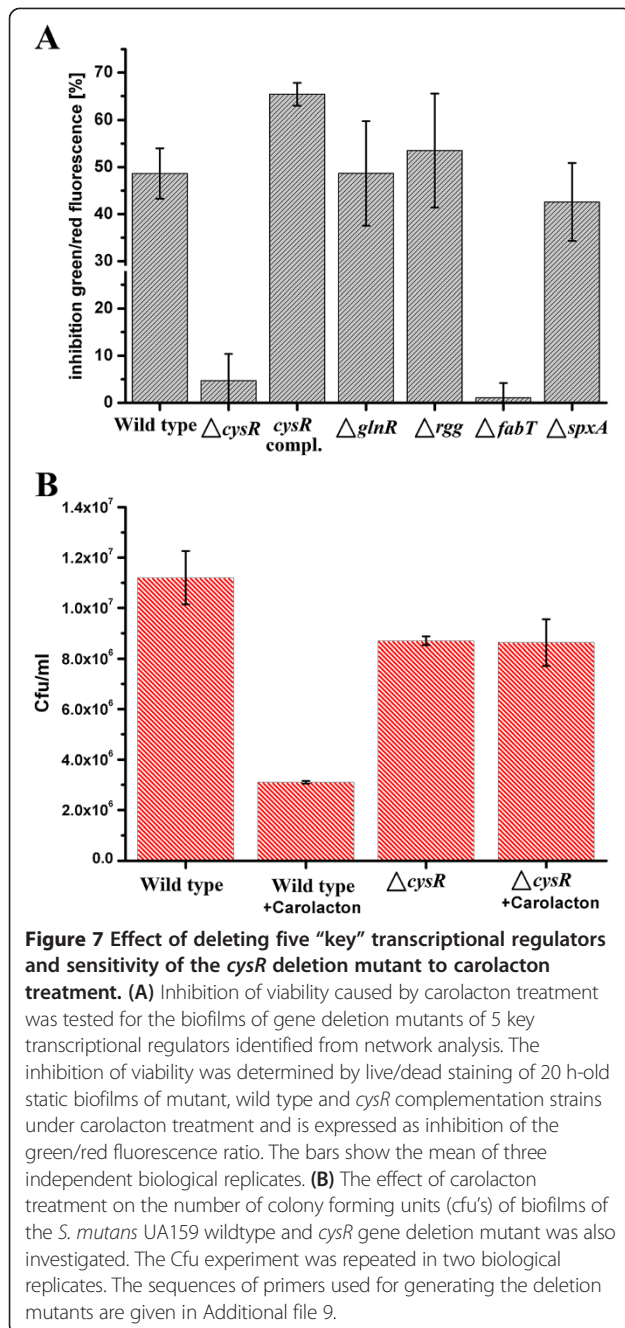 A
inhibition green/red fluorescence [%]
70
60
50
40
30
20
10
0
Wild type
△cysR
cysR
compl.
△glnR
△rgg
△fabT
△spxA
B
Cfu/ml
1.4x10⁷
1.2x10⁷
1.0x10⁷
8.0x10⁶
6.0x10⁶
4.0x10⁶
2.0x10⁶
0.0
Wild type
Wild type
+Carolacton
△cysR
△cysR
+Carolacton
Figure 7 Effect of deleting five “key” transcriptional regulators
and sensitivity of the cysR deletion mutant to carolacton
treatment. (A) Inhibition of viability caused by carolacton treatment
was tested for the biofilms of gene deletion mutants of 5 key
transcriptional regulators identified from network analysis. The
inhibition of viability was determined by live/dead staining of 20 h-old
static biofilms of mutant, wild type and cysR complementation strains
under carolacton treatment and is expressed as inhibition of the
green/red fluorescence ratio. The bars show the mean of three
independent biological replicates. (B) The effect of carolacton
treatment on the number of colony forming units (cfu’s) of biofilms of
the S. mutans UA159 wildtype and cysR gene deletion mutant was also
investigated. The Cfu experiment was repeated in two biological
replicates. The sequences of primers used for generating the deletion
mutants are given in Additional file 9.